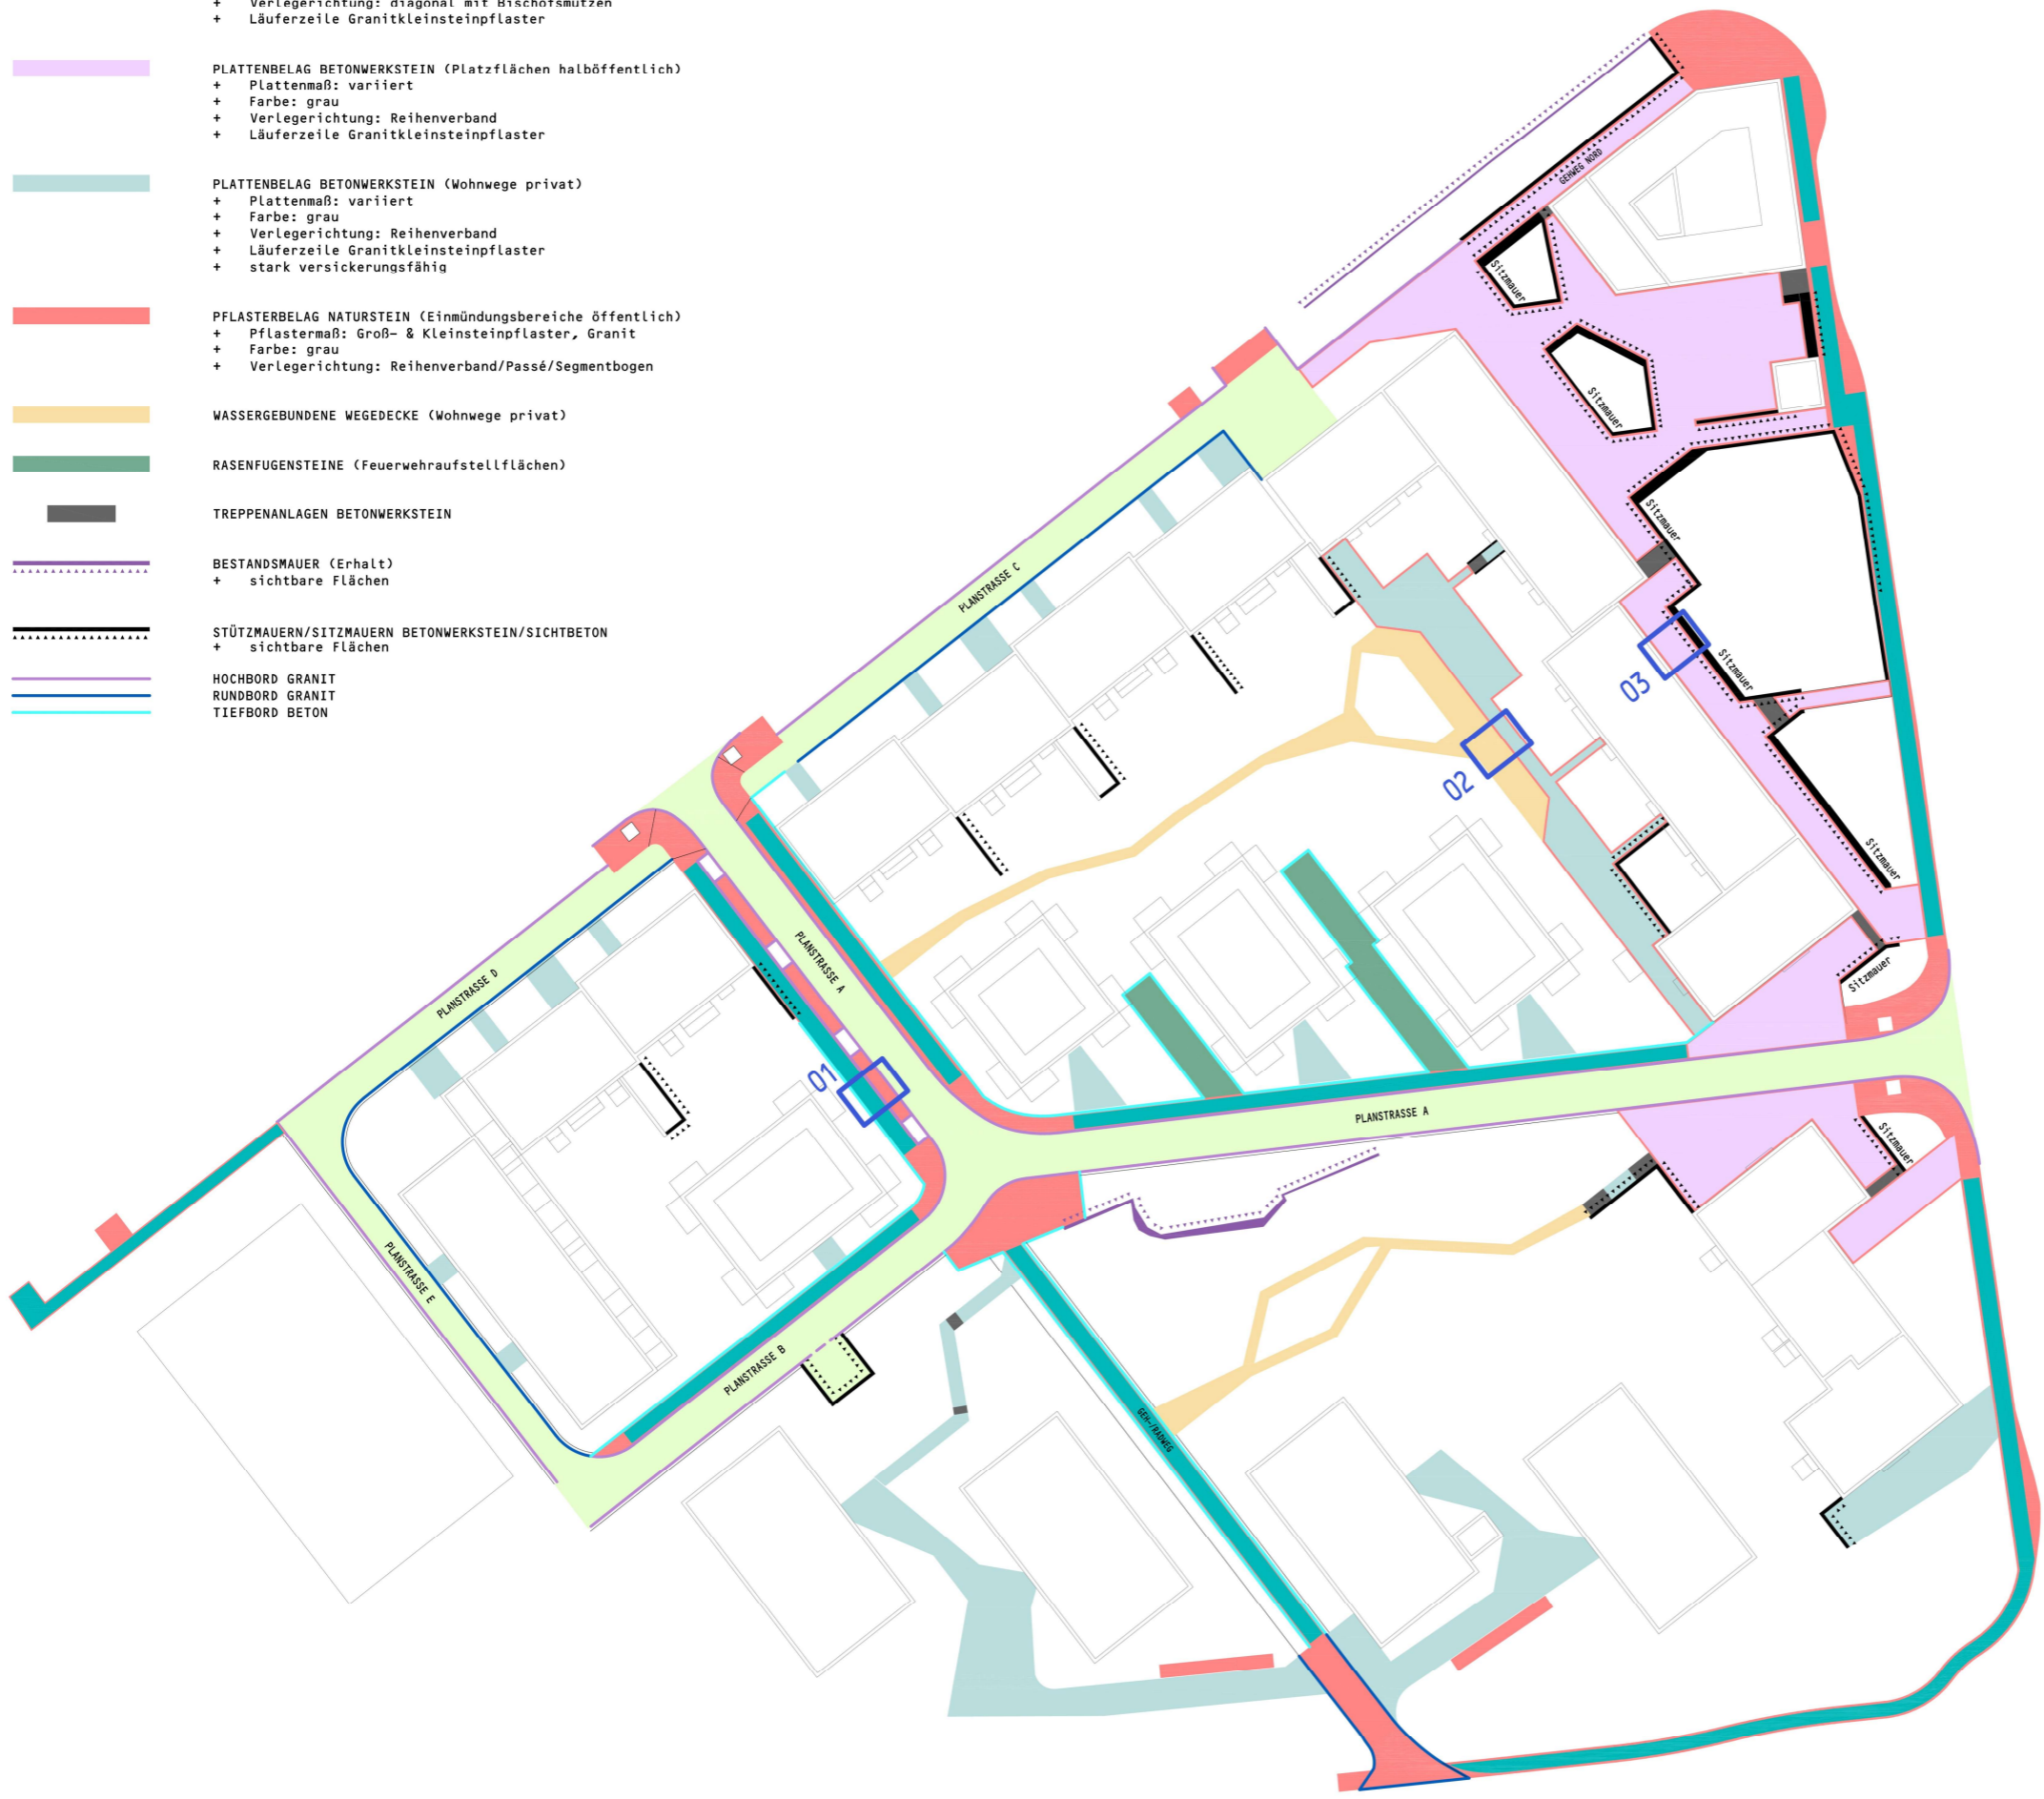 + Verlegerichtung: diagonal mit Bischofsmützen
+ Läuferzeile Granitkleinsteinpflaster
PLATTENBELAG BETONWERKSTEIN (Platzflächen halböffentlich)
+ Plattenmaß: variiert
+ Farbe: grau
+ Verlegerichtung: Reihenverband
+ Läuferzeile Granitkleinsteinpflaster
PLATTENBELAG BETONWERKSTEIN (Wohnwege privat)
+ Plattenmaß: variiert
+ Farbe: grau
+ Verlegerichtung: Reihenverband
+ Läuferzeile Granitkleinsteinpflaster
+ stark versickerungsfähig
PFLASTERBELAG NATURSTEIN (Einmündungsbereiche öffentlich)
+ Pflastermaß: Groß- & Kleinsteinpflaster, Granit
+ Farbe: grau
+ Verlegerichtung: Reihenverband/Passé/Segmentbogen
WASSERGEBUNDENE WEGEDECKE (Wohnwege privat)
RASENFUGENSTEINE (Feuerwehraufstellflächen)
TREPPENANLAGEN BETONWERKSTEIN
BESTANDSMAUER (Erhalt)
+ sichtbare Flächen
STÜTZMAUERN/SITZMAUERN BETONWERKSTEIN/SICHTBETON
+ sichtbare Flächen
HOCHBORD GRANIT
RUNDBORD GRANIT
TIEFBORD BETON
GEHWEG NORD
Sitzmauer
Sitzmauer
Sitzmauer
PLANSTRASSE C
Sitzmauer
03
02
Sitzmauer
PLANSTRASSE D
PLANSTRASSE A
Sitzmauer
01
PLANSTRASSE A
Sitzmauer
PLANSTRASSE E
PLANSTRASSE B
GEH-/RADWEG